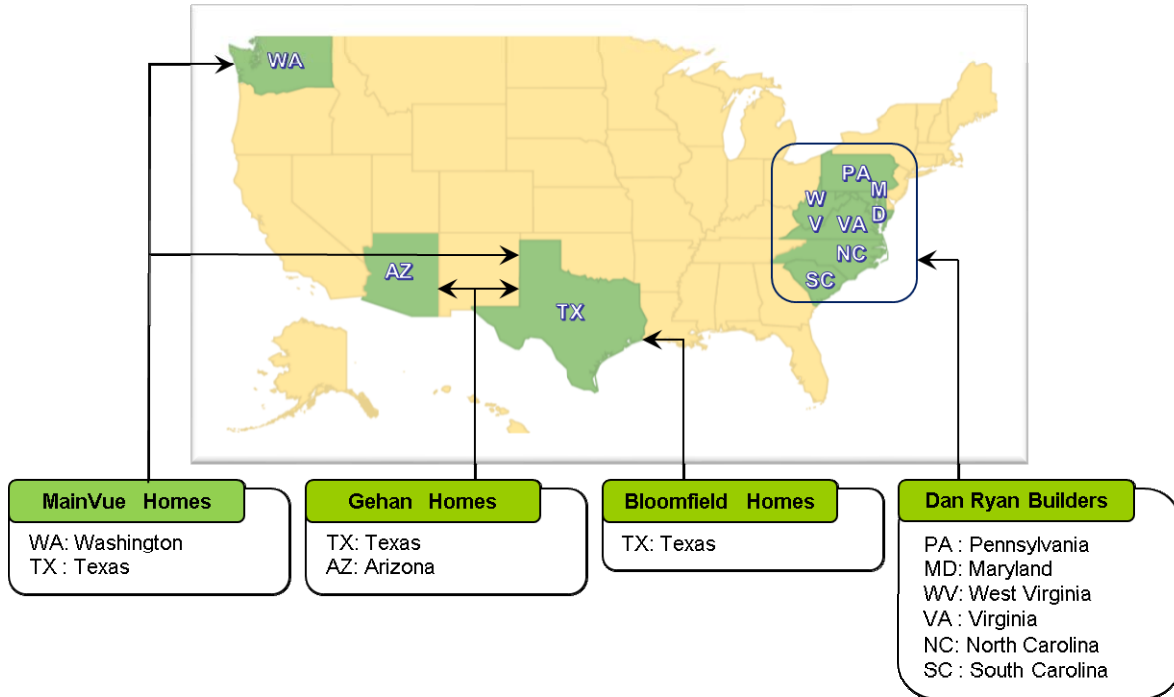 WA
PA
M
D
W
V
VA
NC
SC
AZ
TX
MainVue Homes
WA: Washington
TX : Texas
Gehan Homes
TX: Texas
AZ: Arizona
Bloomfield Homes
TX: Texas
Dan Ryan Builders
PA : Pennsylvania
MD: Maryland
WV: West Virginia
VA : Virginia
NC: North Carolina
SC : South Carolina